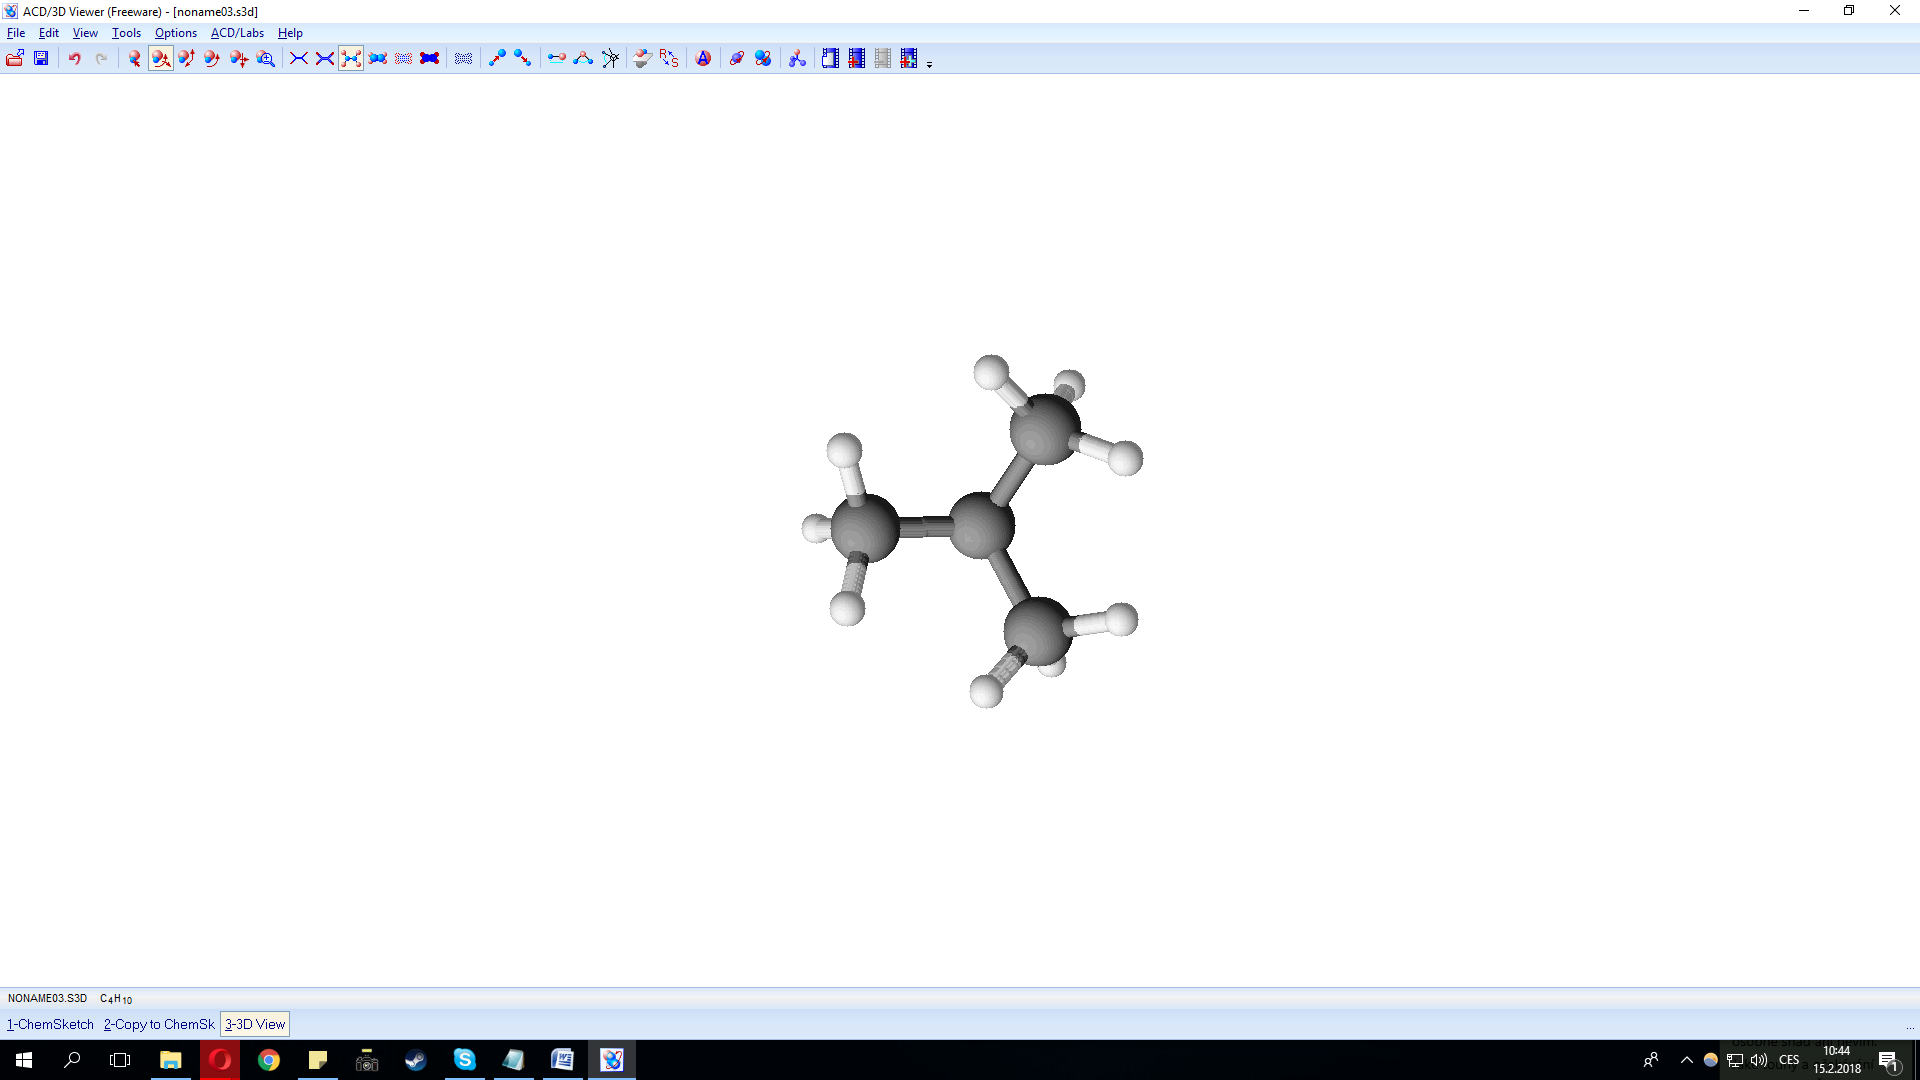 ACD/3D Viewer (Freeware) - [noname03.s3d]
File Edit View Tools Options ACD/Labs Help
NONAME03.S3D C4H10
1-ChemSketch 2-Copy to ChemSk 3-3D View
CES
10:44
15.2.2018
1